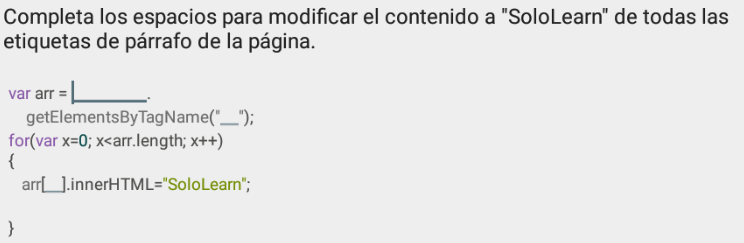 Completa los espacios para modificar el contenido a "SoloLearn" de todas las
etiquetas de párrafo de la página.
var arr = ________.
getElementsByTagName("__");
for(var x=0; x<arr.length; x++)
{
arr[__].innerHTML="SoloLearn";
}